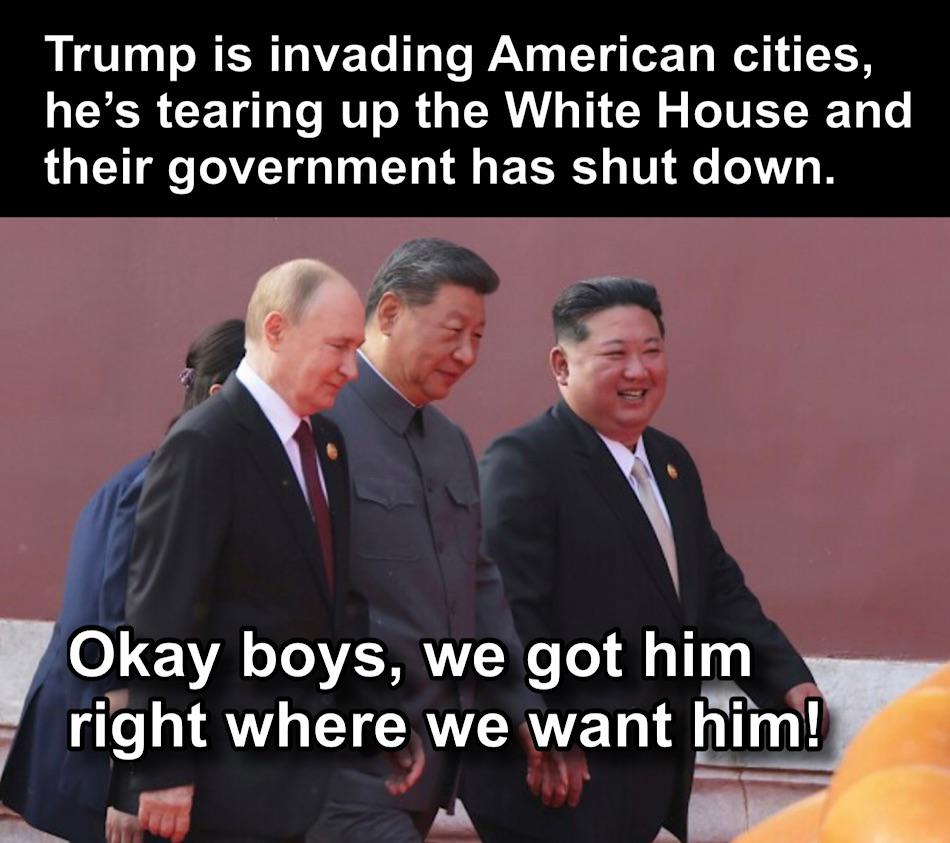 Trump is invading American cities,
he’s tearing up the White House and
their government has shut down.
Okay boys, we got him
right where we want him!